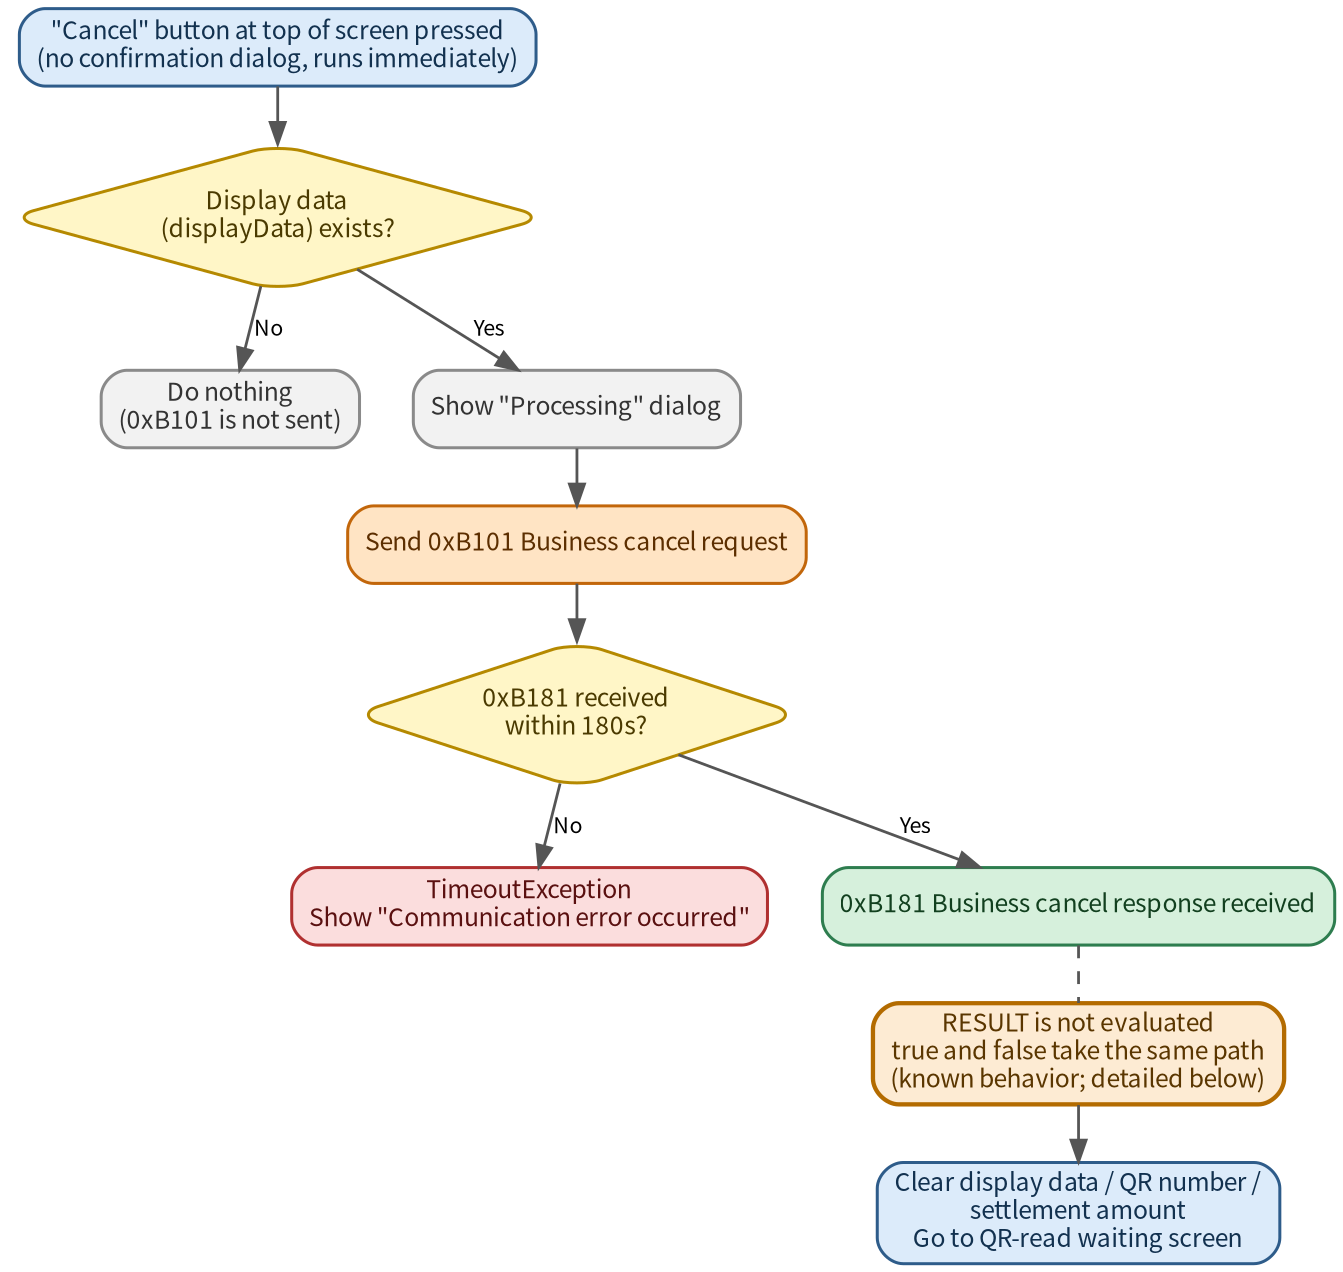 "Cancel" button at top of screen pressed
(no confirmation dialog, runs immediately)
Display data
(displayData) exists?
No
Yes
Do nothing
(0xB101 is not sent)
Show "Processing" dialog
Send 0xB101 Business cancel request
0xB181 received
within 180s?
No
Yes
TimeoutException
Show "Communication error occurred"
0xB181 Business cancel response received
RESULT is not evaluated
true and false take the same path
(known behavior; detailed below)
Clear display data / QR number /
settlement amount
Go to QR-read waiting screen